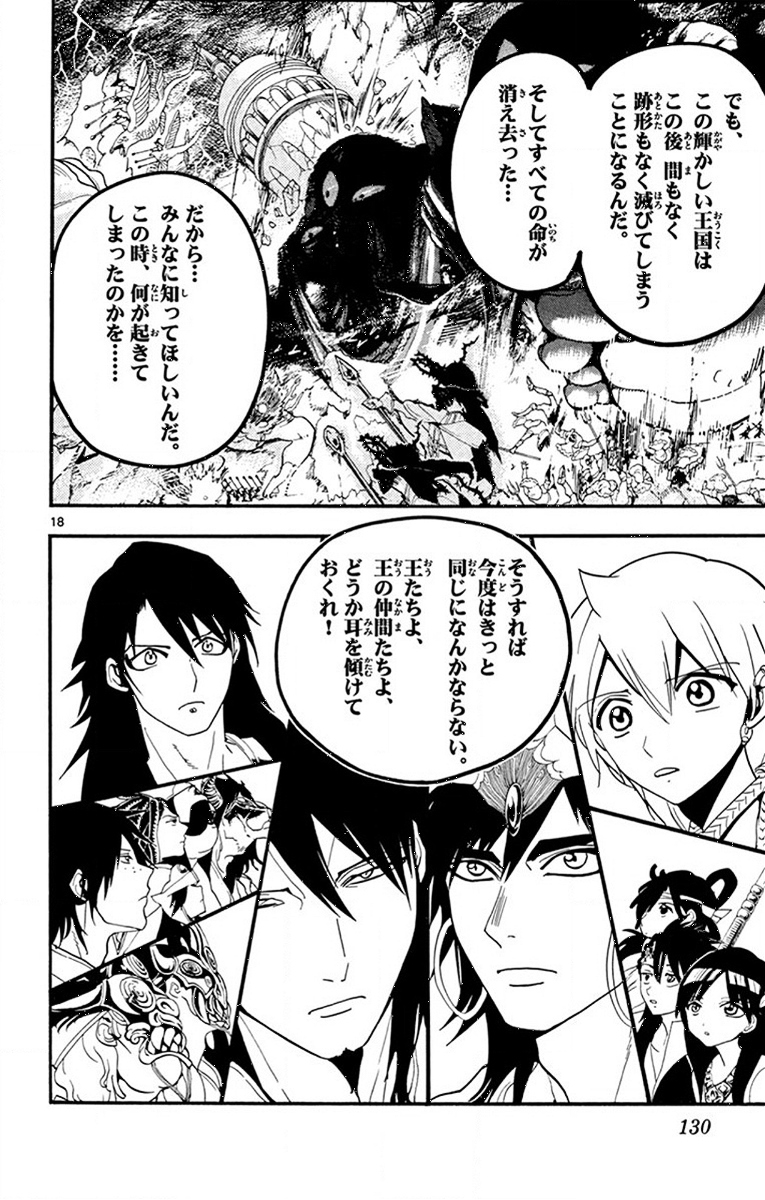 でも、
この輝かしい王国は
この後 間もなく
跡形もなく滅びてしまう
ことになるんだ。
そしてすべての命が
消え去った…
だから…
みんなに知ってほしいんだ。
この時、何が起きて
しまったのかを……
18
そうすれば
今度はきっと
同じになんかならない。
王たちよ、
王の仲間たちよ、
どうか耳を傾けて
おくれ！
130